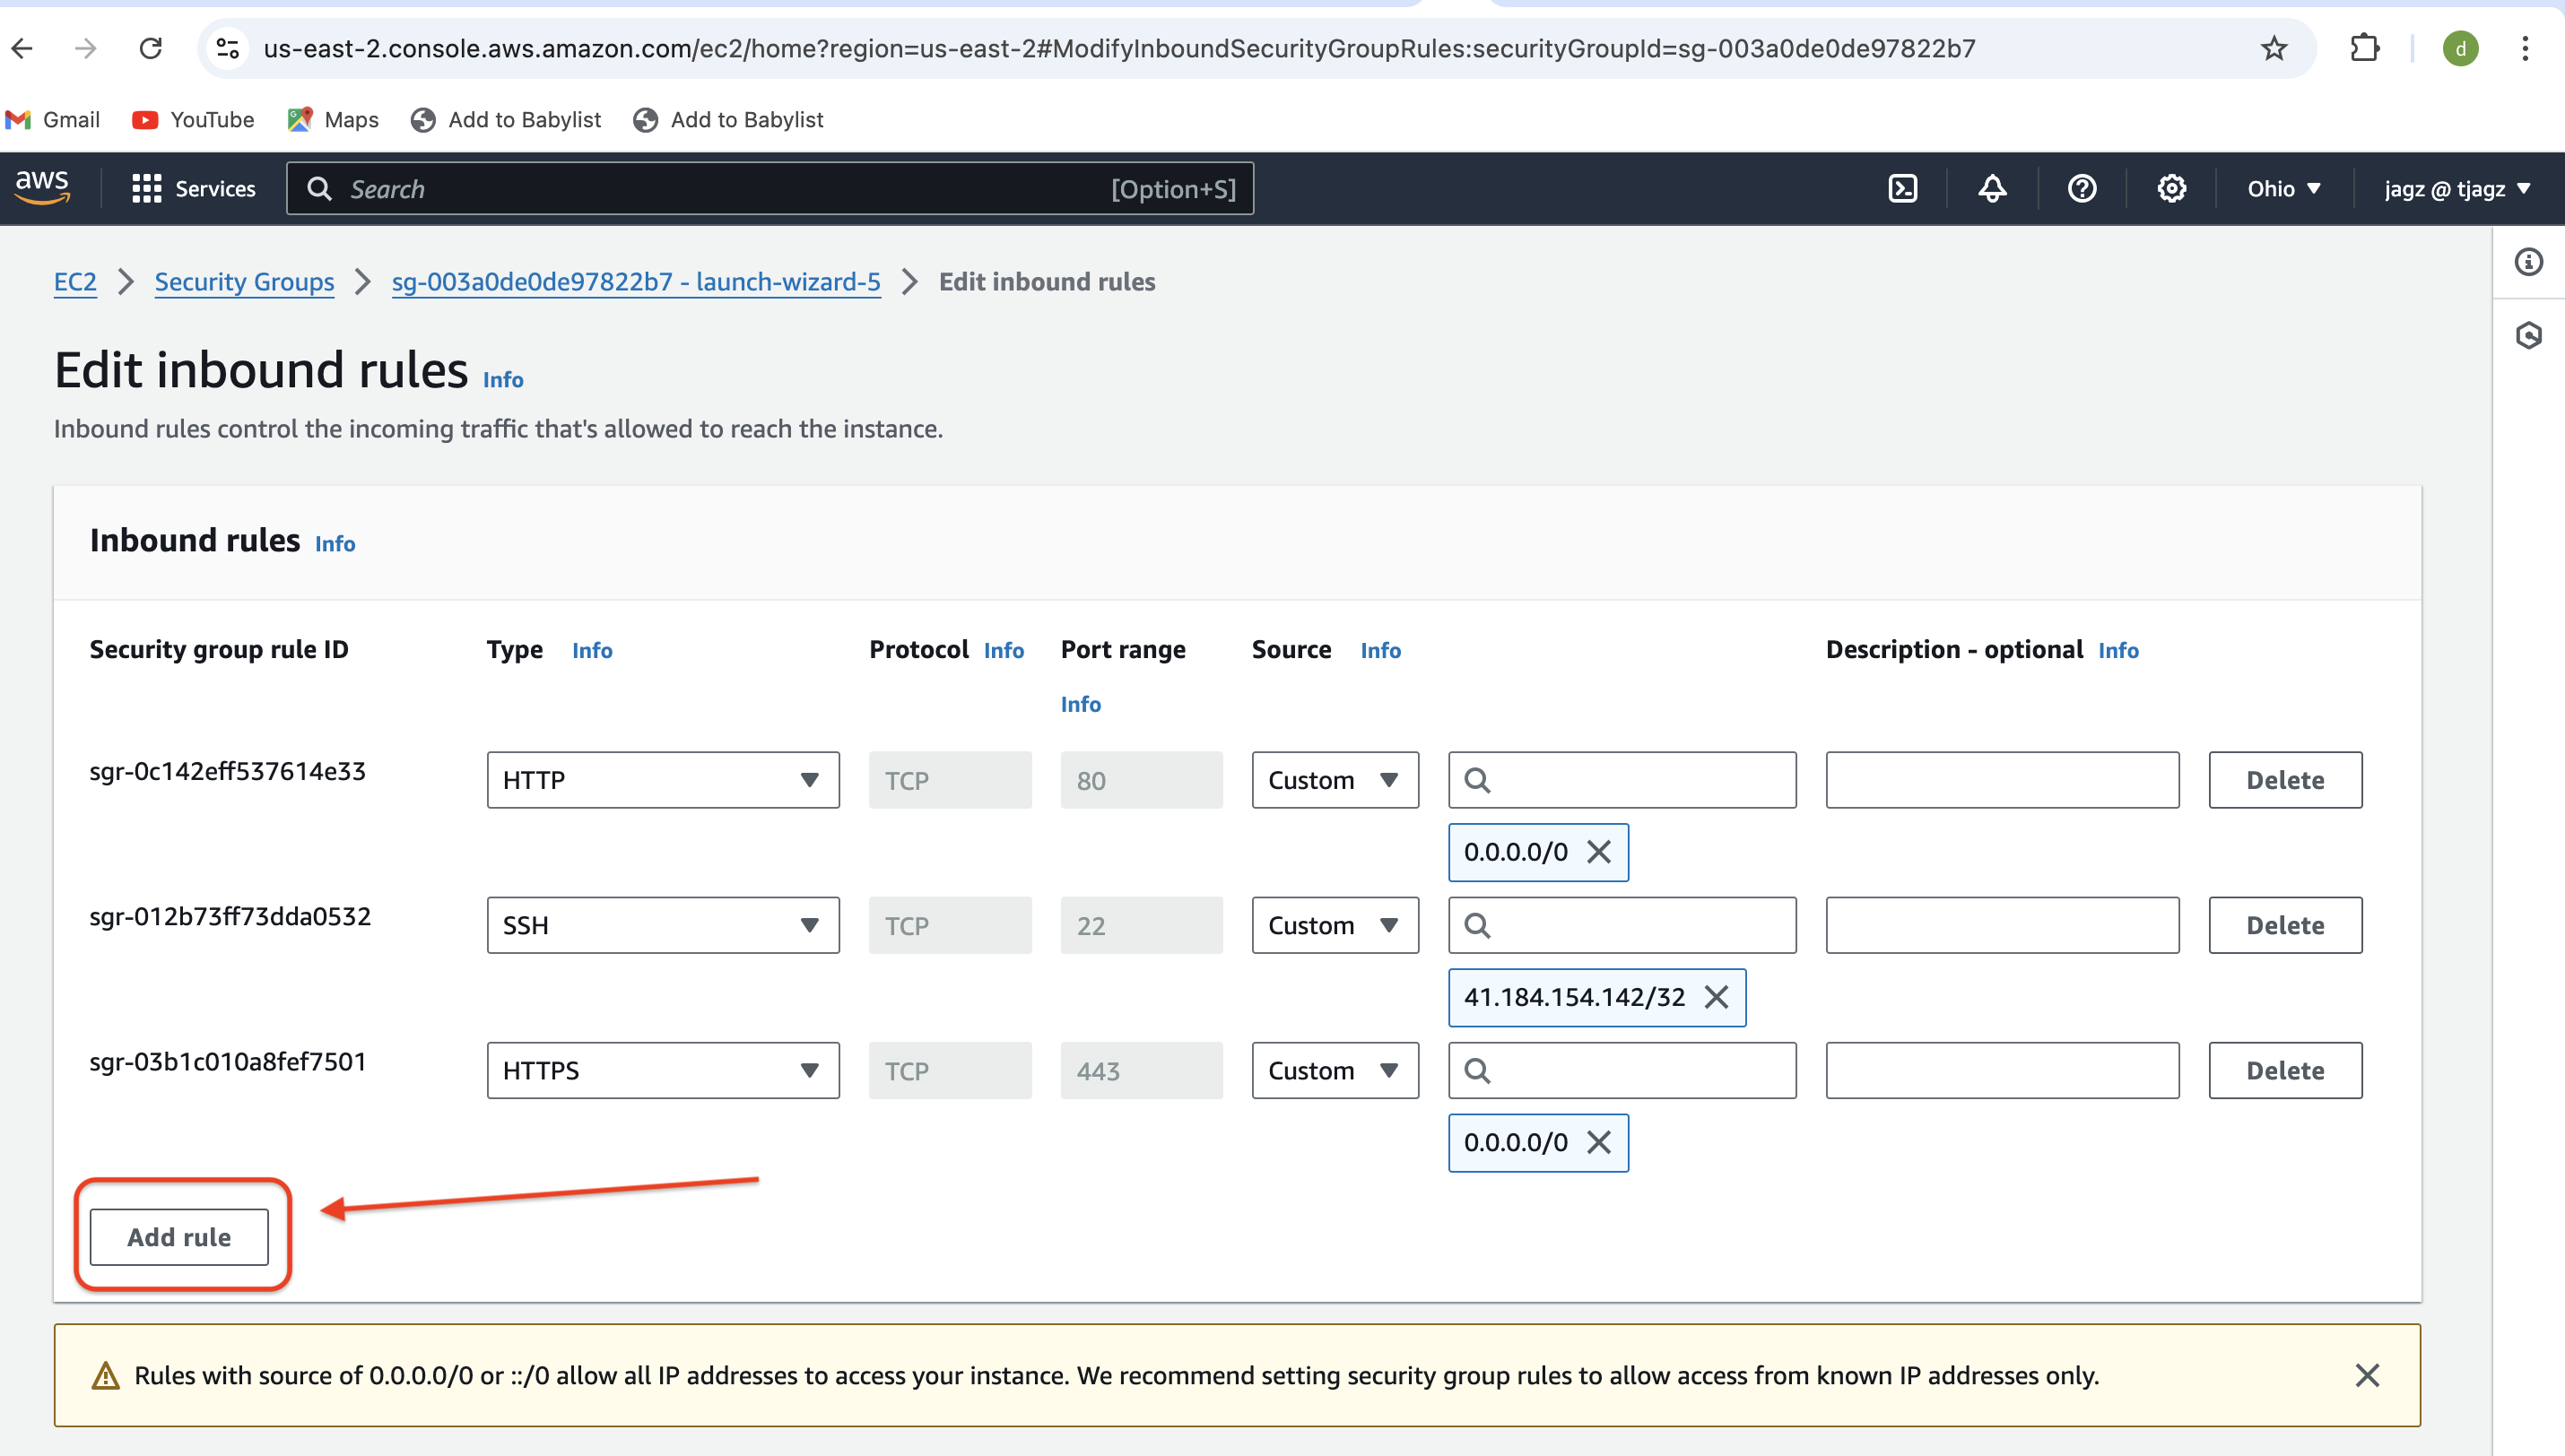 us-east-2.console.aws.amazon.com/ec2/home?region=us-east-2#ModifyInboundSecurityGroupRules:securityGroupId=sg-003a0de0de97822b7
d
Gmail YouTube Maps Add to Babylist Add to Babylist
aws Services Search [Option+S] Ohio jagz @ tjagz
EC2 Security Groups sg-003a0de0de97822b7 - launch-wizard-5 Edit inbound rules
Edit inbound rules Info
Inbound rules control the incoming traffic that's allowed to reach the instance.
Inbound rules Info
Security group rule ID Type Info Protocol Info Port range Source Info Description - optional Info
Info
sgr-0c142eff537614e33 HTTP TCP 80 Custom Delete
0.0.0.0/0
sgr-012b73ff73dda0532 SSH TCP 22 Custom Delete
41.184.154.142/32
sgr-03b1c010a8fef7501 HTTPS TCP 443 Custom Delete
0.0.0.0/0
Add rule
Rules with source of 0.0.0.0/0 or ::/0 allow all IP addresses to access your instance. We recommend setting security group rules to allow access from known IP addresses only.